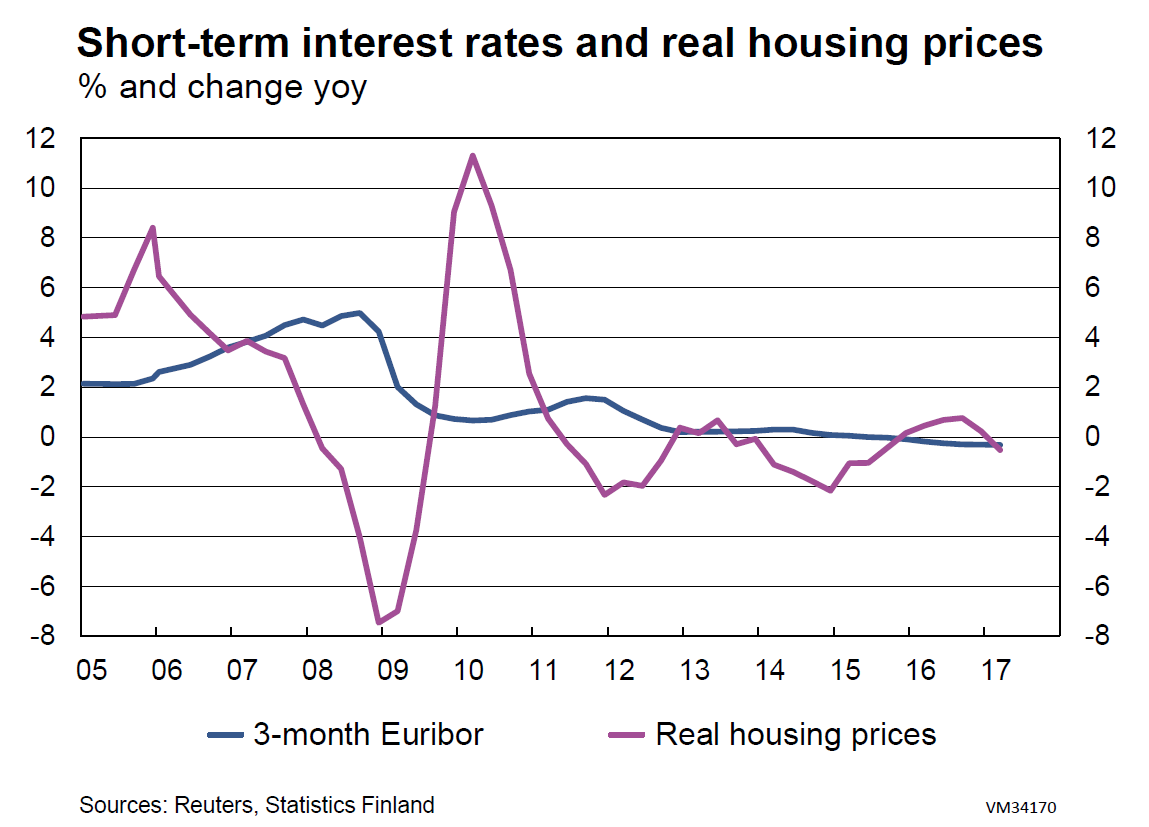 Short-term interest rates and real housing prices
% and change yoy
12 12
10 10
8 8
6 6
4 4
2 2
0 0
-2 -2
-4 -4
-6 -6
-8 -8
05 06 07 08 09 10 11 12 13 14 15 16 17
3-month Euribor Real housing prices
Sources: Reuters, Statistics Finland VM34170